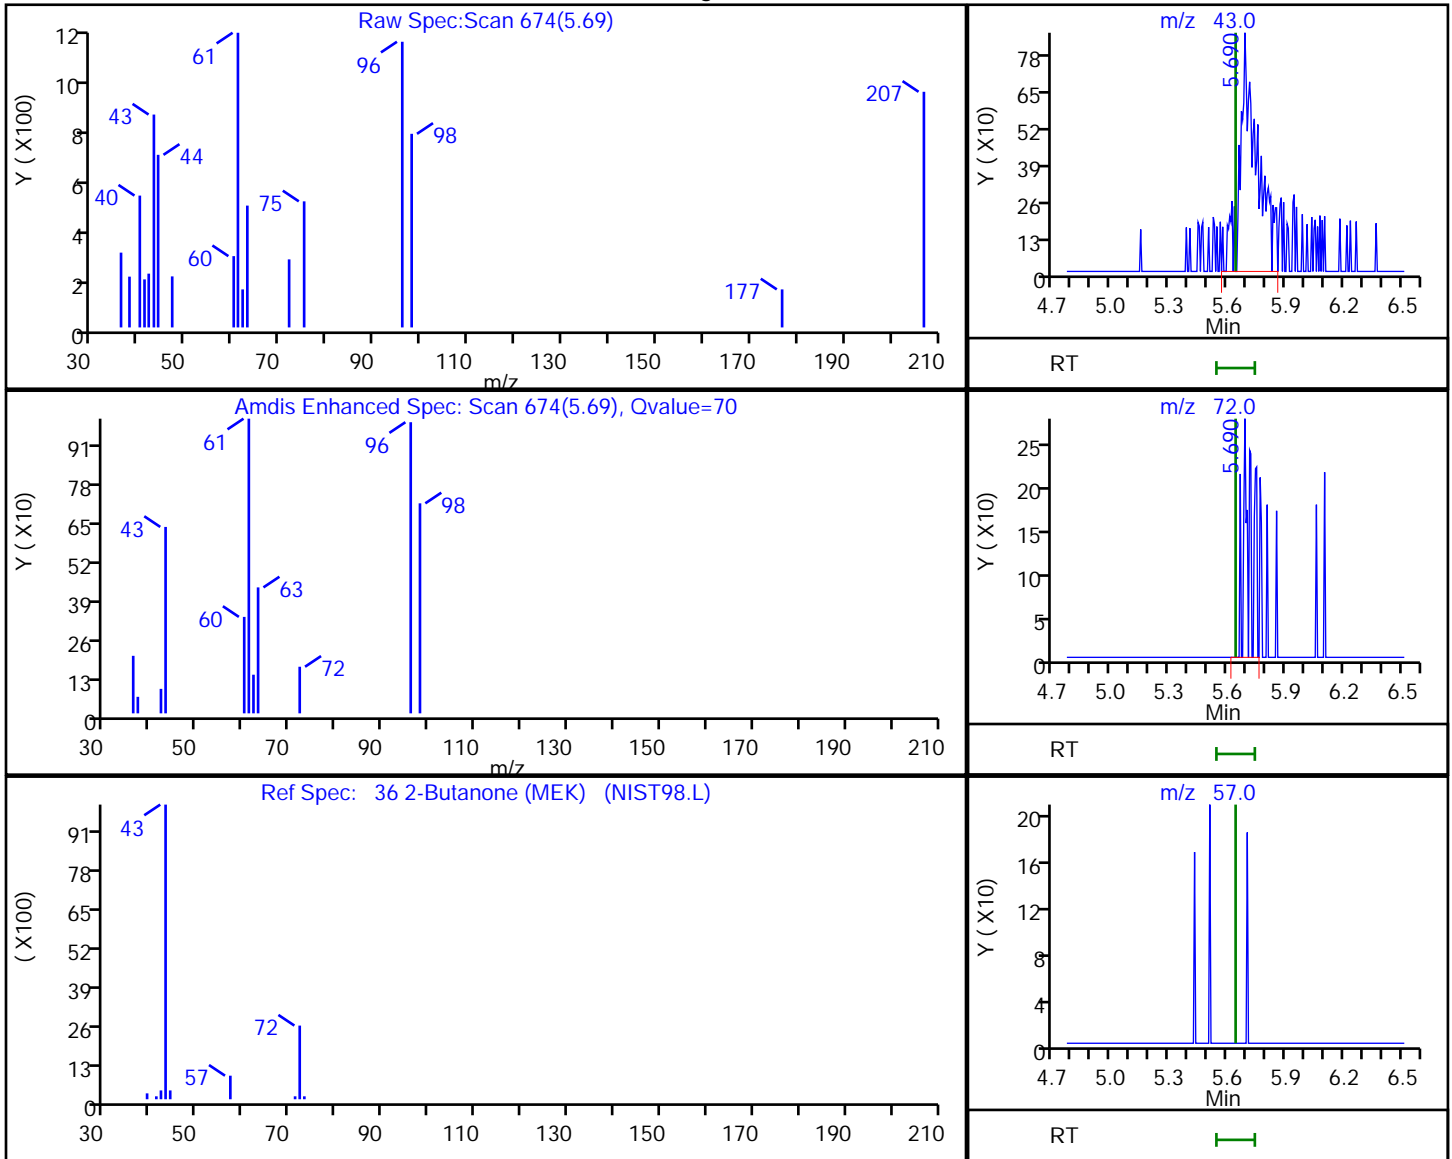 Raw Spec:Scan 674(5.69)
Y ( X100)
12
10
8
6
4
2
0
61
96
207
43
98
44
40
75
60
177
30 50 70 90 110 130 150 170 190 210
m/z
m/z 43.0
Y ( X10)
78
65
52
39
26
13
0
5.690
4.7 5.0 5.3 5.6 5.9 6.2 6.5
Min
RT
Amdis Enhanced Spec: Scan 674(5.69), Qvalue=70
Y ( X10)
91
78
65
52
39
26
13
0
61
96
98
43
63
60
72
30 50 70 90 110 130 150 170 190 210
m/z
m/z 72.0
Y ( X10)
25
20
15
10
5
0
5.690
4.7 5.0 5.3 5.6 5.9 6.2 6.5
Min
RT
Ref Spec: 36 2-Butanone (MEK) (NIST98.L)
( X100)
91
78
65
52
39
26
13
0
43
72
57
30 50 70 90 110 130 150 170 190 210
m/z 57.0
Y ( X10)
20
16
12
8
4
0
4.7 5.0 5.3 5.6 5.9 6.2 6.5
Min
RT